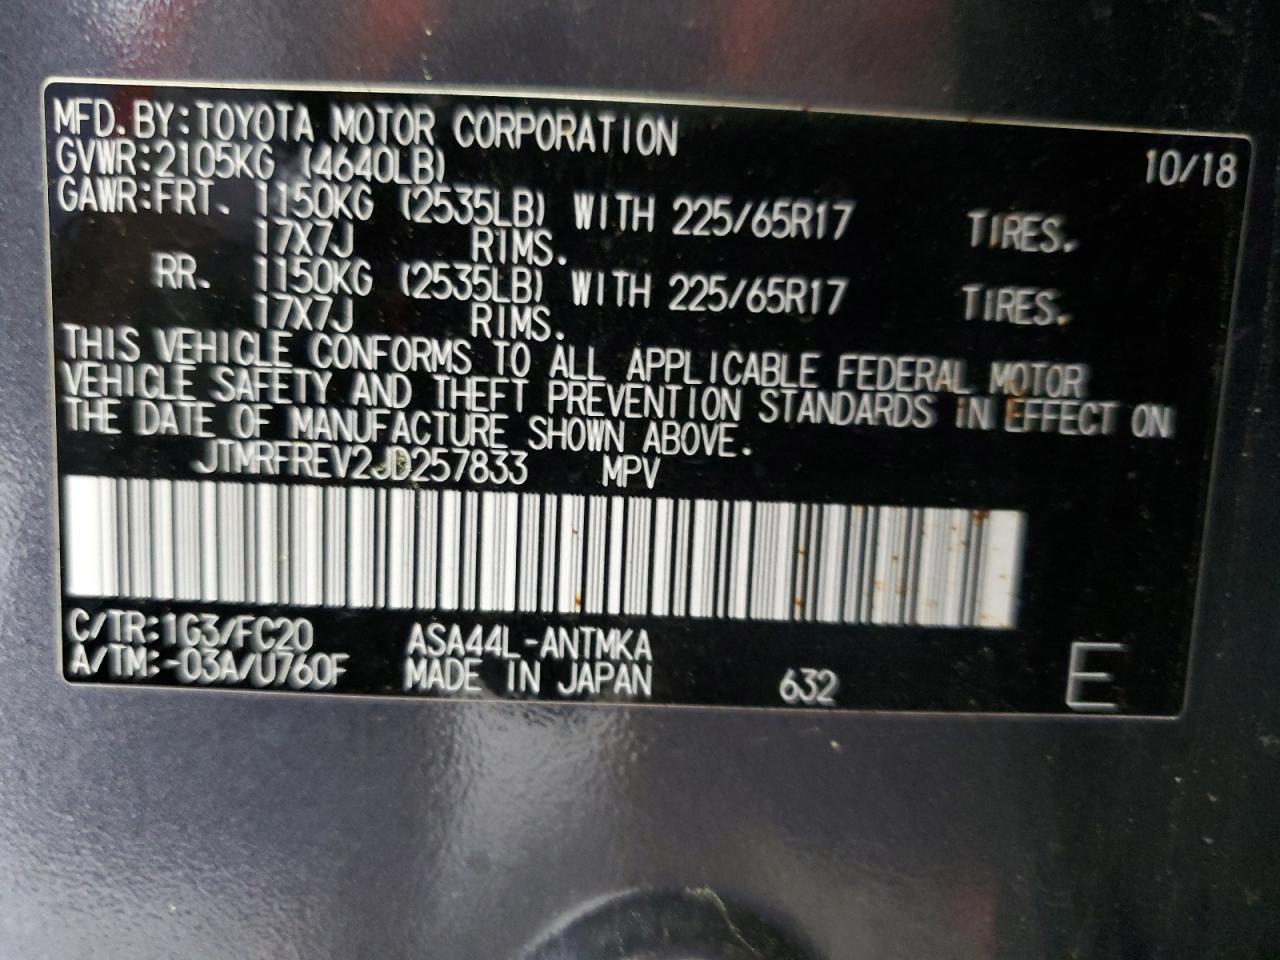 MFD. BY: TOYOTA MOTOR CORPORATION 10/18
GVWR: 2105KG (4640LB)
GAWR: FRT. 1150KG (2535LB) WITH 225/65R17 TIRES.
17X7J RIMS.
RR. 1150KG (2535LB) WITH 225/65R17 TIRES.
17X7J RIMS.
THIS VEHICLE CONFORMS TO ALL APPLICABLE FEDERAL MOTOR
VEHICLE SAFETY AND THEFT PREVENTION STANDARDS IN EFFECT ON
THE DATE OF MANUFACTURE SHOWN ABOVE.
JTMRFREV2JD257833 MPV
C/TR: 1G3/FC20 ASA44L-ANTMKA
A/TM: -03A/U760F MADE IN JAPAN 632 E